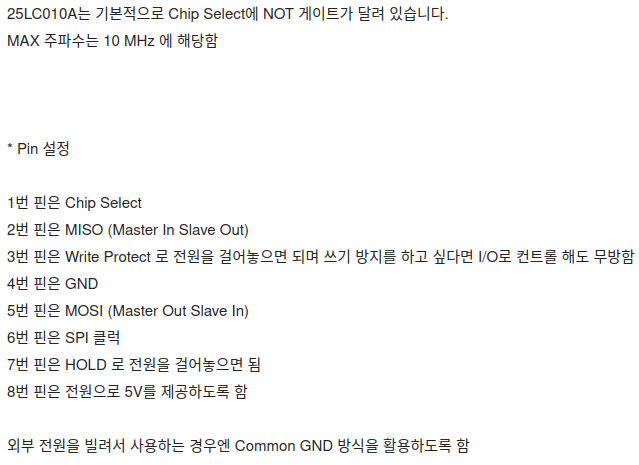 25LC010A는 기본적으로 Chip Select에 NOT 게이트가 달려 있습니다.
MAX 주파수는 10 MHz 에 해당함
* Pin 설정
1번 핀은 Chip Select
2번 핀은 MISO (Master In Slave Out)
3번 핀은 Write Protect 로 전원을 걸어놓으면 되며 쓰기 방지를 하고 싶다면 I/O로 컨트롤 해도 무방함
4번 핀은 GND
5번 핀은 MOSI (Master Out Slave In)
6번 핀은 SPI 클럭
7번 핀은 HOLD 로 전원을 걸어놓으면 됨
8번 핀은 전원으로 5V를 제공하도록 함
외부 전원을 빌려서 사용하는 경우엔 Common GND 방식을 활용하도록 함